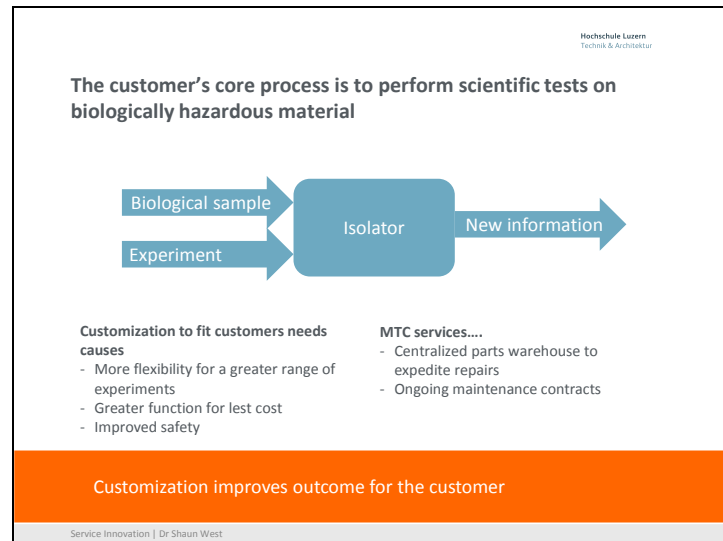 Hochschule Luzern
Technik & Architektur
The customer's core process is to perform scientific tests on
biologically hazardous material
Biological sample
Experiment
Isolator
New information
Customization to fit customers needs
causes
- More flexibility for a greater range of
experiments
- Greater function for lest cost
- Improved safety
MTC services....
- Centralized parts warehouse to
expedite repairs
- Ongoing maintenance contracts
Customization improves outcome for the customer
Service Innovation | Dr Shaun West